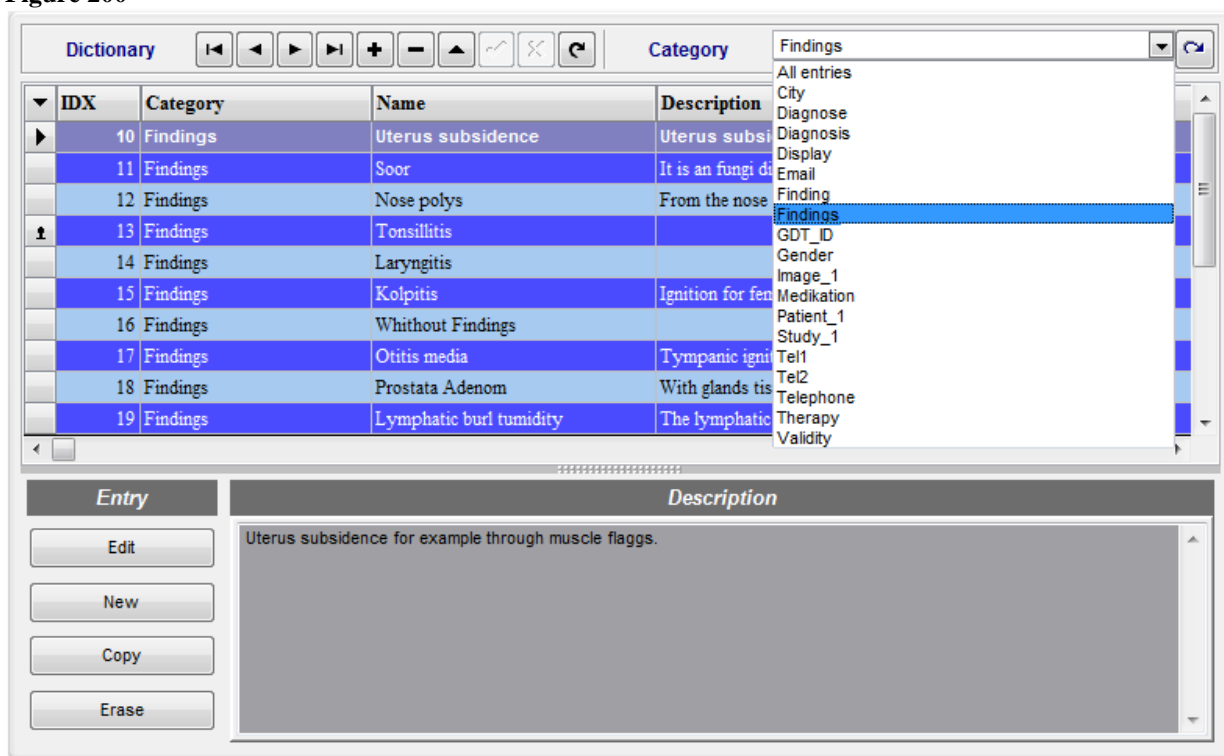 Dictionary Category Findings
All entries
City
Diagnose
Diagnosis
Display
Email
Finding
Findings
GDT_ID
Gender
Image_1
Medikation
Patient_1
Study_1
Tel1
Tel2
Telephone
Therapy
Validity
IDX Category Name Description
10 Findings Uterus subsidence Uterus subsi
11 Findings Soor It is an fungi di
12 Findings Nose polys From the nose
13 Findings Tonsillitis
14 Findings Laryngitis
15 Findings Kolpitis Ignition for fen
16 Findings Whithout Findings
17 Findings Otitis media Tympanic igni
18 Findings Prostata Adenom With glands tis
19 Findings Lymphatic burl tumidity The lymphatic
Entry Description
Edit
New
Copy
Erase
Uterus subsidence for example through muscle flaggs.